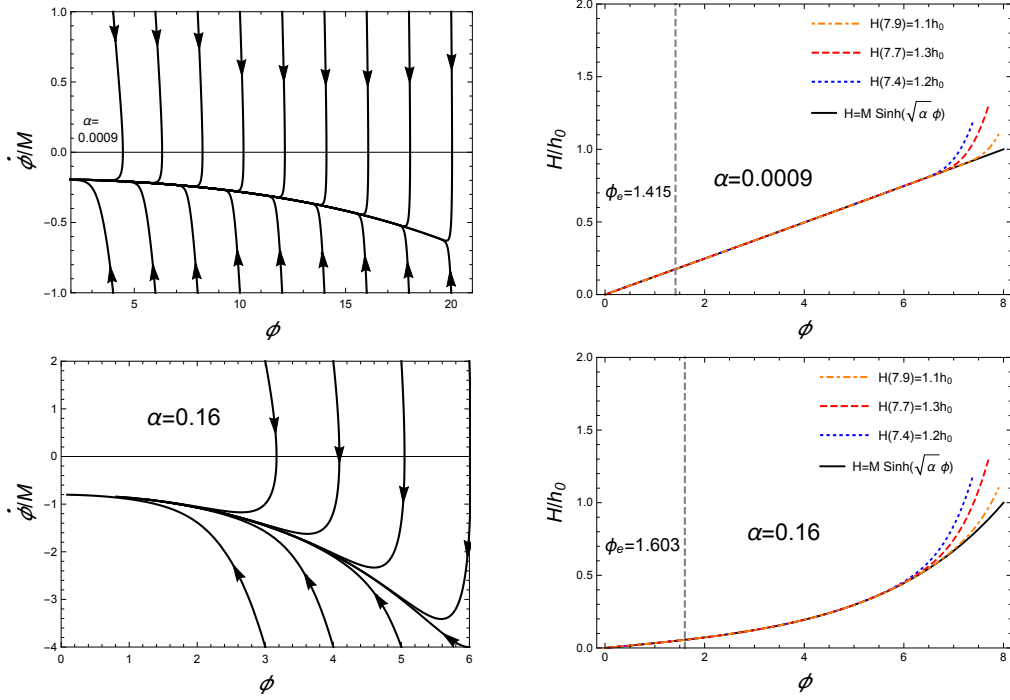 1.0
0.5
0.0
−0.5
−1.0
ϕ̇/M
α=
0.0009
5
10
15
20
ϕ
2.0
1.5
1.0
0.5
0.0
H/h₀
H(7.9)=1.1h₀
H(7.7)=1.3h₀
H(7.4)=1.2h₀
H=M Sinh(√α ϕ)
ϕₑ=1.415
α=0.0009
0
2
4
6
8
ϕ
2
1
0
−1
−2
−3
−4
ϕ̇/M
α=0.16
0
1
2
3
4
5
6
ϕ
2.0
1.5
1.0
0.5
0.0
H/h₀
H(7.9)=1.1h₀
H(7.7)=1.3h₀
H(7.4)=1.2h₀
H=M Sinh(√α ϕ)
ϕₑ=1.603
α=0.16
0
2
4
6
8
ϕ